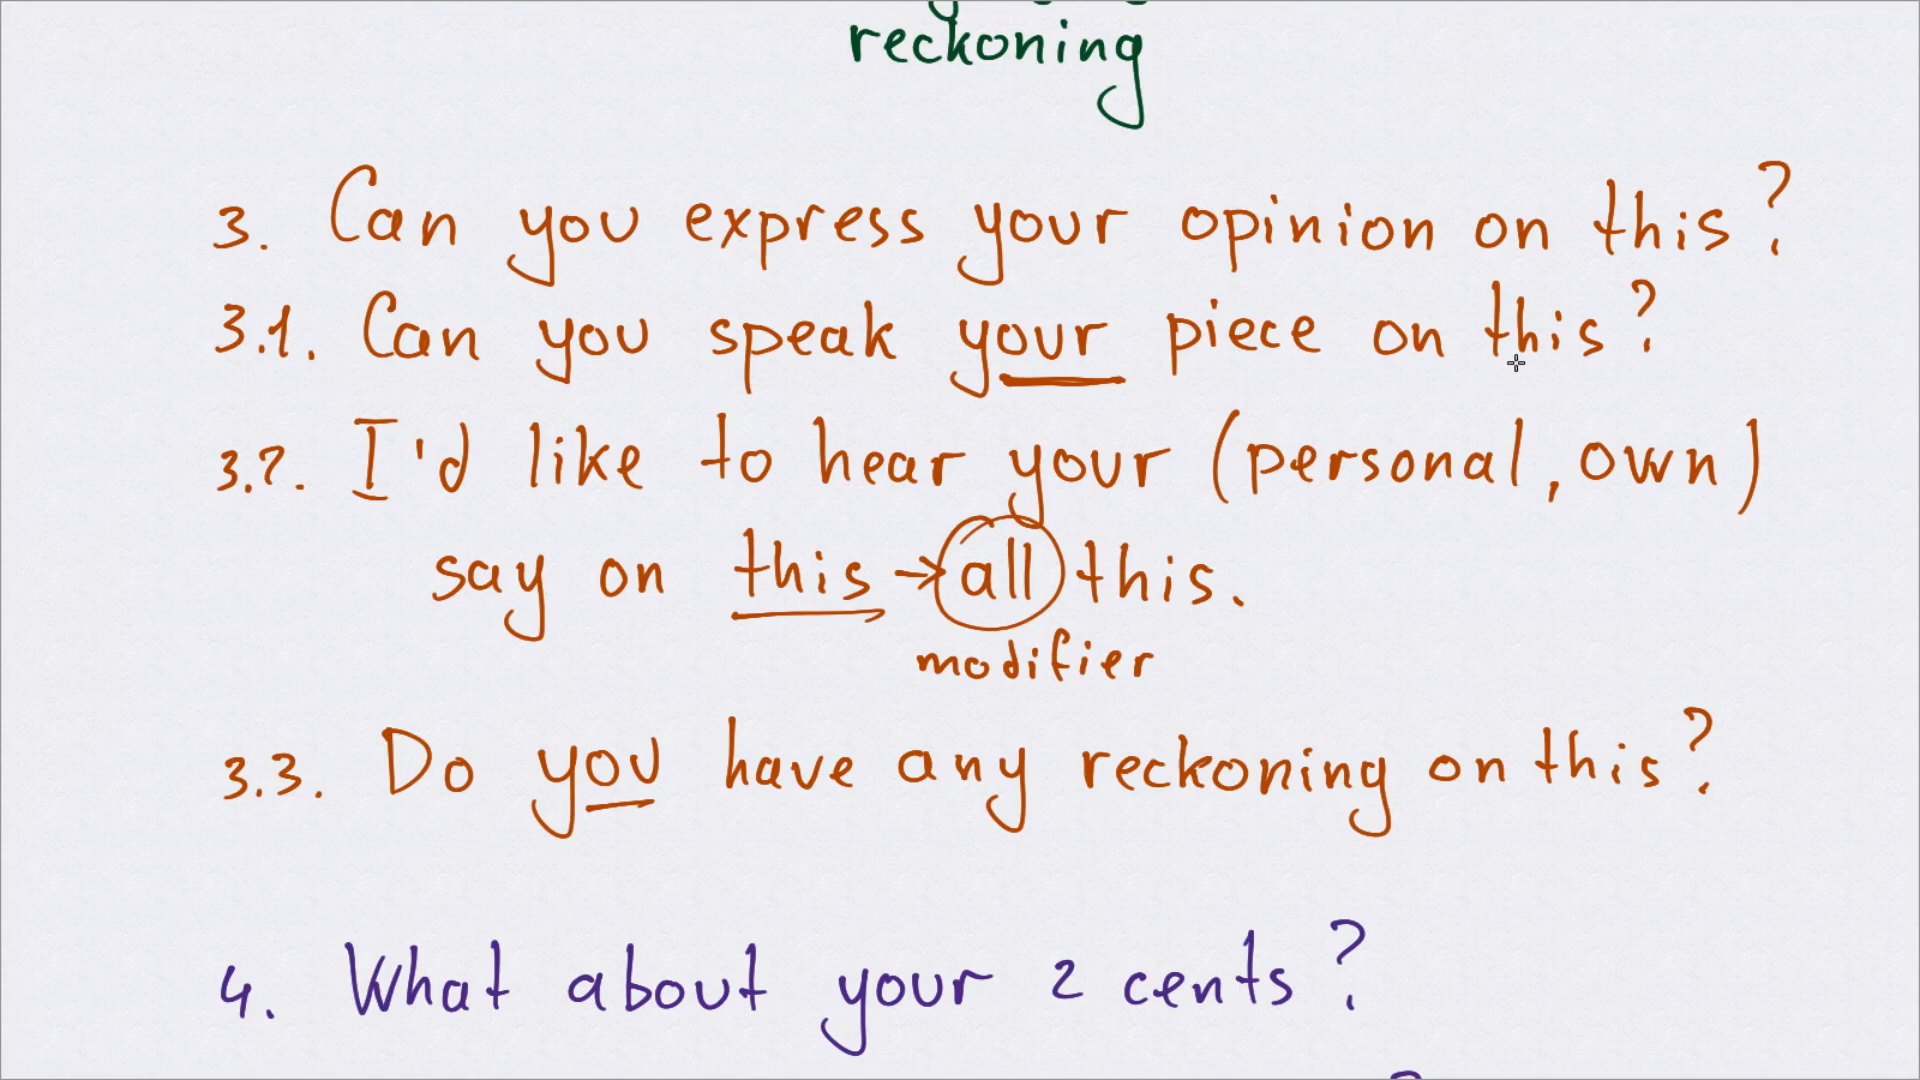 reckoning
3. Can you express your opinion on this?
3.1. Can you speak your piece on this?
3.2. I'd like to hear your (personal, own)
say on this → all this.
modifier
3.3. Do you have any reckoning on this?
4. What about your 2 cents?